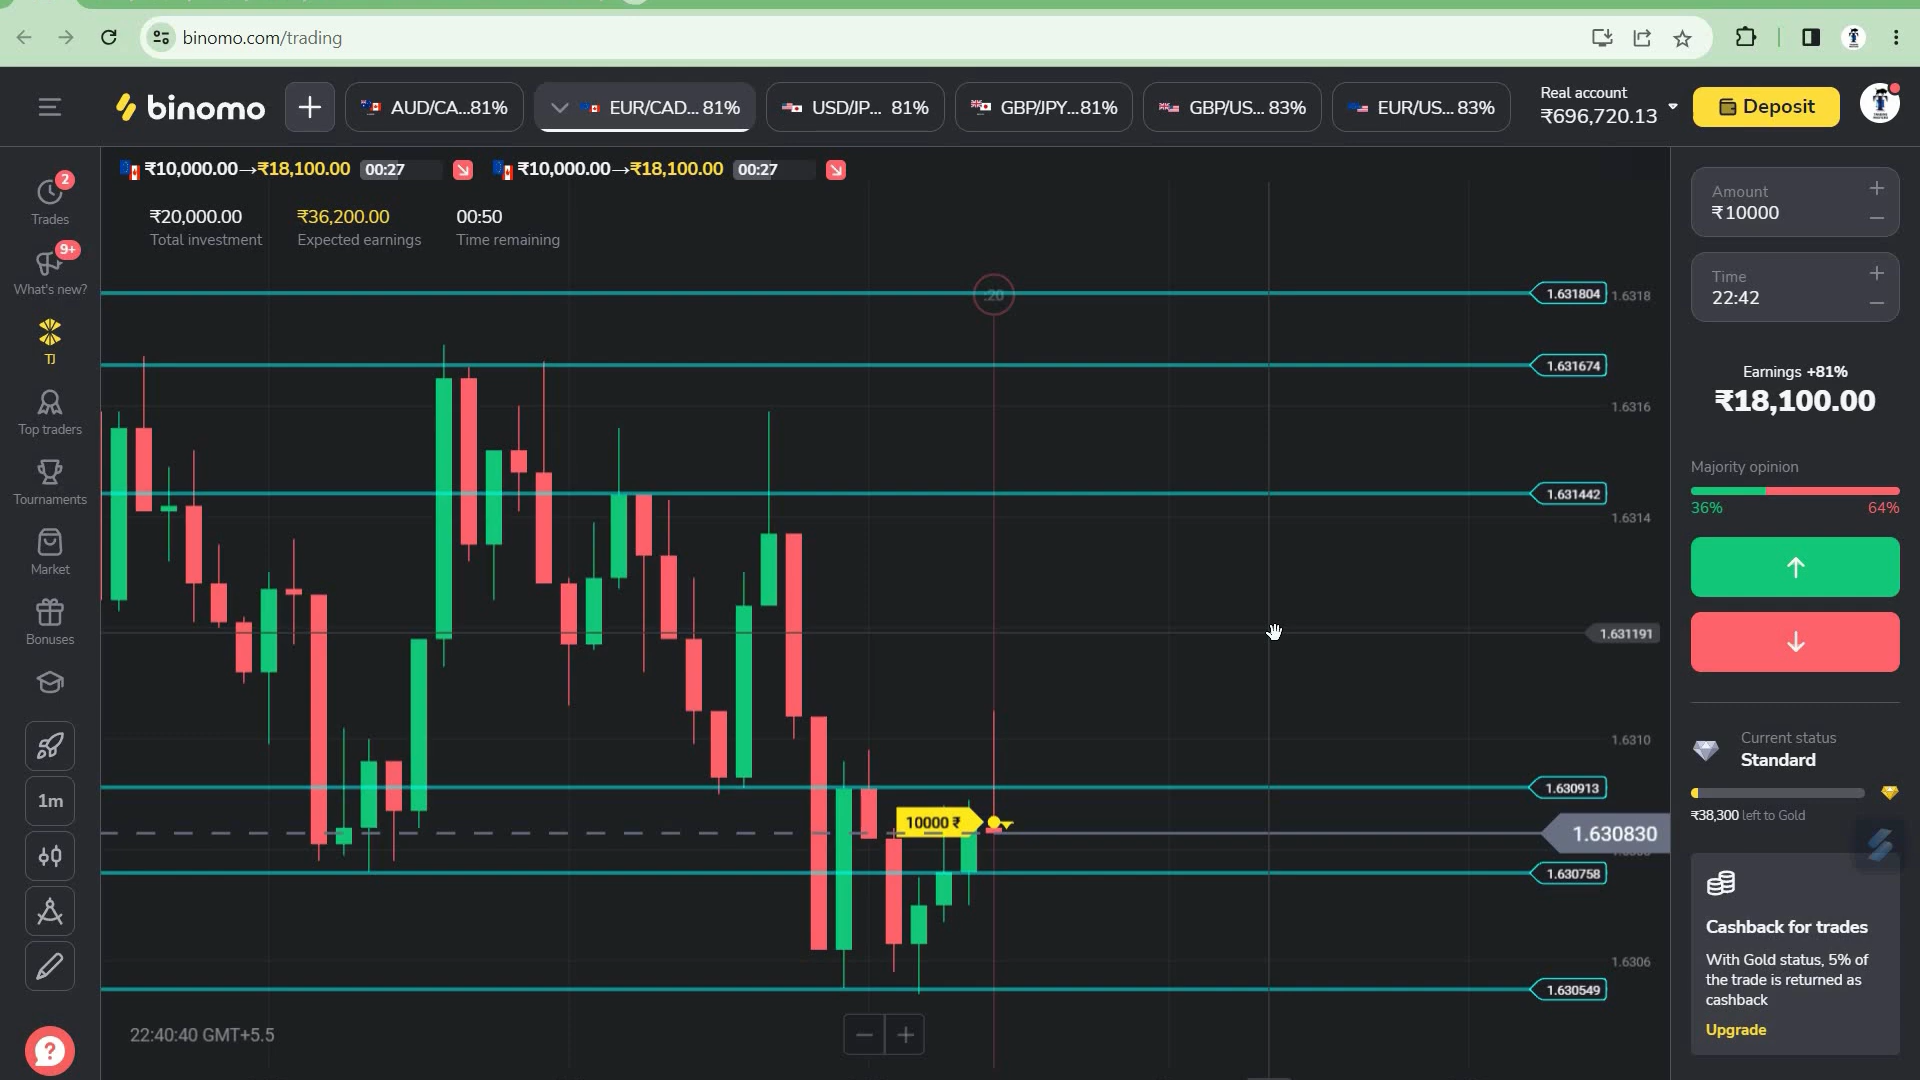 binomo.com/trading
binomo
+
AUD/CA...81%
EUR/CAD... 81%
USD/JP... 81%
GBP/JPY...81%
GBP/US... 83%
EUR/US... 83%
Real account
₹696,720.13
Deposit
₹10,000.00→₹18,100.00 00:27
₹10,000.00→₹18,100.00 00:27
₹20,000.00
Total investment
₹36,200.00
Expected earnings
00:50
Time remaining
2
Trades
9+
What's new?
TJ
Top traders
Tournaments
Market
Bonuses
1m
?
:20
1.631804
1.6318
1.631674
1.6316
1.631442
1.6314
1.631191
1.6310
1.630913
10000 ₹
1.630830
1.630758
1.6306
1.630549
22:40:40 GMT+5.5
− +
Amount
₹10000
+
−
Time
22:42
+
−
Earnings +81%
₹18,100.00
Majority opinion
36% 64%
Current status
Standard
₹38,300 left to Gold
Cashback for trades
With Gold status, 5% of
the trade is returned as
cashback
Upgrade